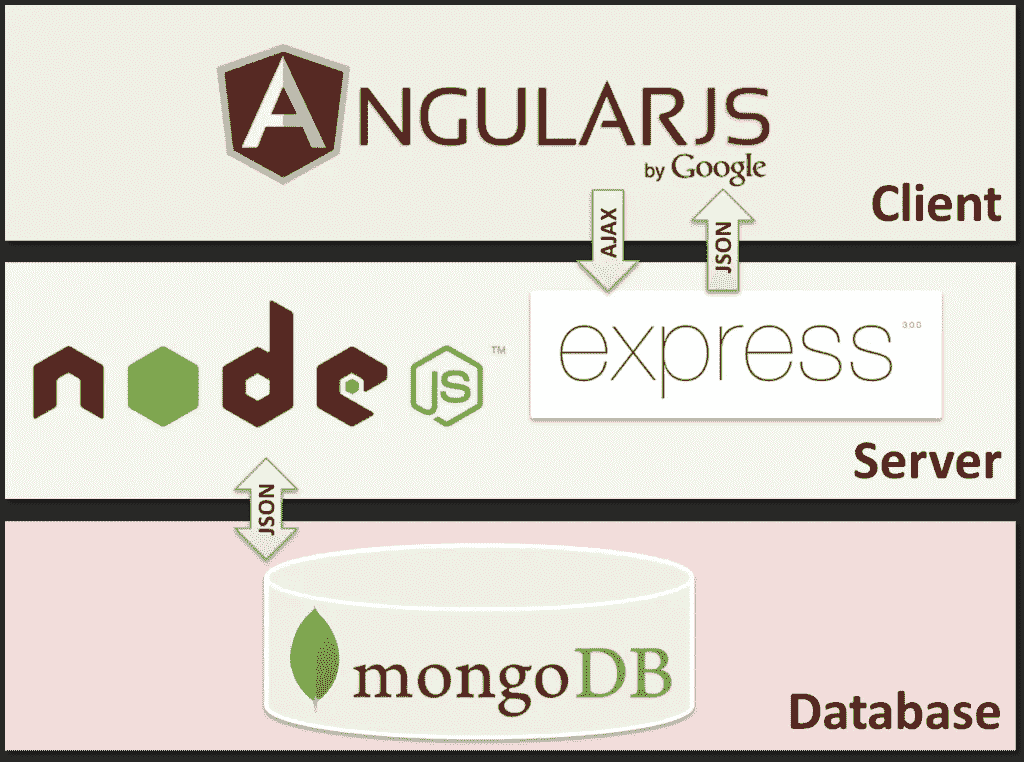 ANGULARJS
by Google
Client
AJAX
JSON
node
JS
TM
express
300
Server
JSON
mongoDB
Database